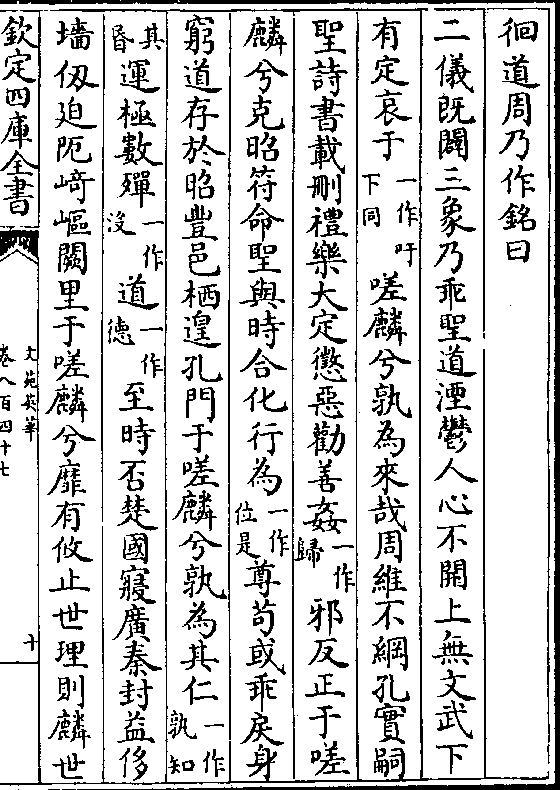 徊道周乃作銘曰
二儀既闢三象乃乖聖道湮鬱人心不開上無文武下
有定哀于一作吁下同嗟麟兮孰為來哉周維不綱孔實嗣
聖詩書載刪禮樂大定懲惡勸善姦一作歸邪反正于嗟
麟兮克昭符命聖與時合化行為一作位是尊苟或乖戾身
窮道存於昭豐邑栖遑孔門于嗟麟兮孰為其仁一作孰知
其昏運極數殫一作沒道一作德至時否楚國寢廣秦封益侈
墻仭迫阨﨑嶇闕里于嗟麟兮靡有攸止世理則麟世
欽定四庫全書
文苑英華
卷八百四十七
十